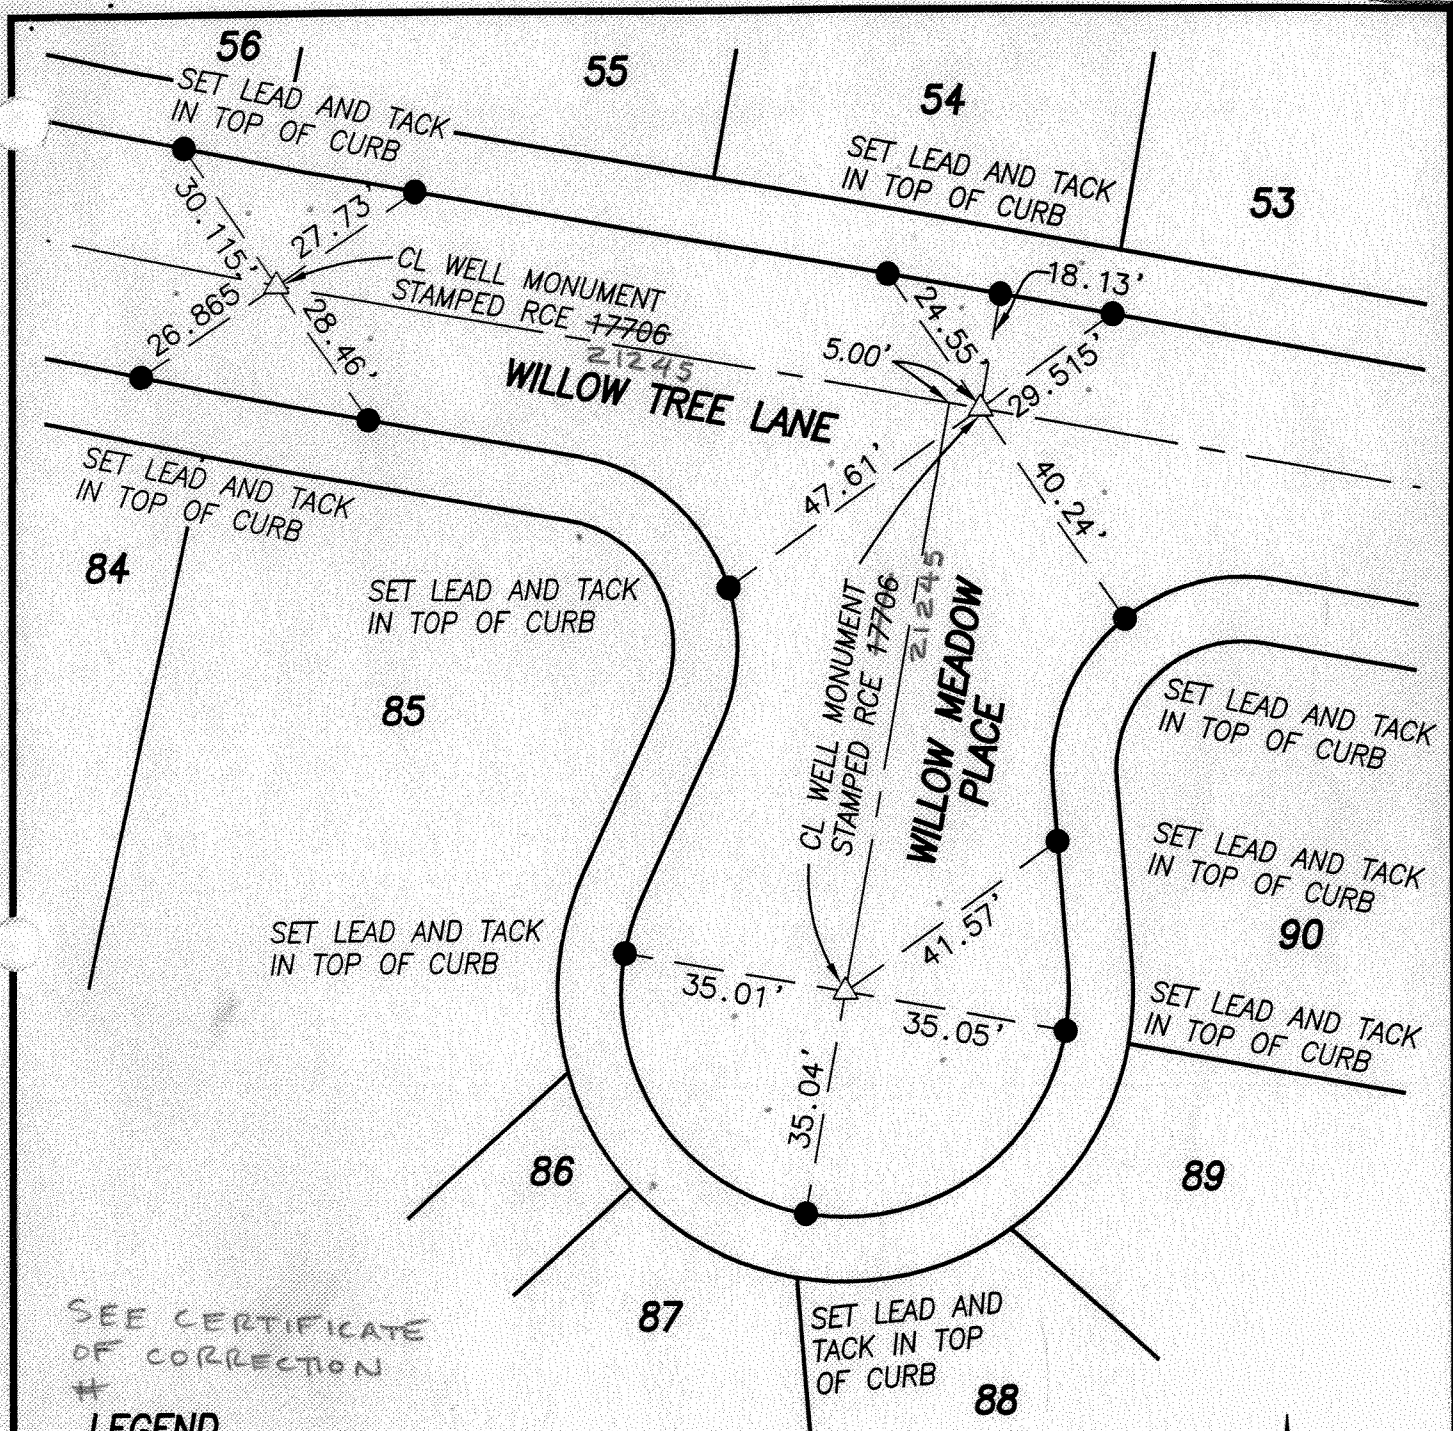 56
55
54
53
SET LEAD AND TACK
IN TOP OF CURB
SET LEAD AND TACK
IN TOP OF CURB
30.115'
27.73'
26.865'
28.46'
CL WELL MONUMENT
STAMPED RCE 17706
21245
WILLOW TREE LANE
18.13'
24.55'
5.00'
29.515'
47.61'
40.24'
SET LEAD AND TACK
IN TOP OF CURB
84
SET LEAD AND TACK
IN TOP OF CURB
85
CL WELL MONUMENT
STAMPED RCE 17706
21245
WILLOW MEADOW
PLACE
SET LEAD AND TACK
IN TOP OF CURB
SET LEAD AND TACK
IN TOP OF CURB
90
SET LEAD AND TACK
IN TOP OF CURB
41.57'
35.01'
35.05'
SET LEAD AND TACK
IN TOP OF CURB
35.04'
86
89
87
SET LEAD AND
TACK IN TOP
OF CURB
88
SEE CERTIFICATE
OF CORRECTION
#
LEGEND